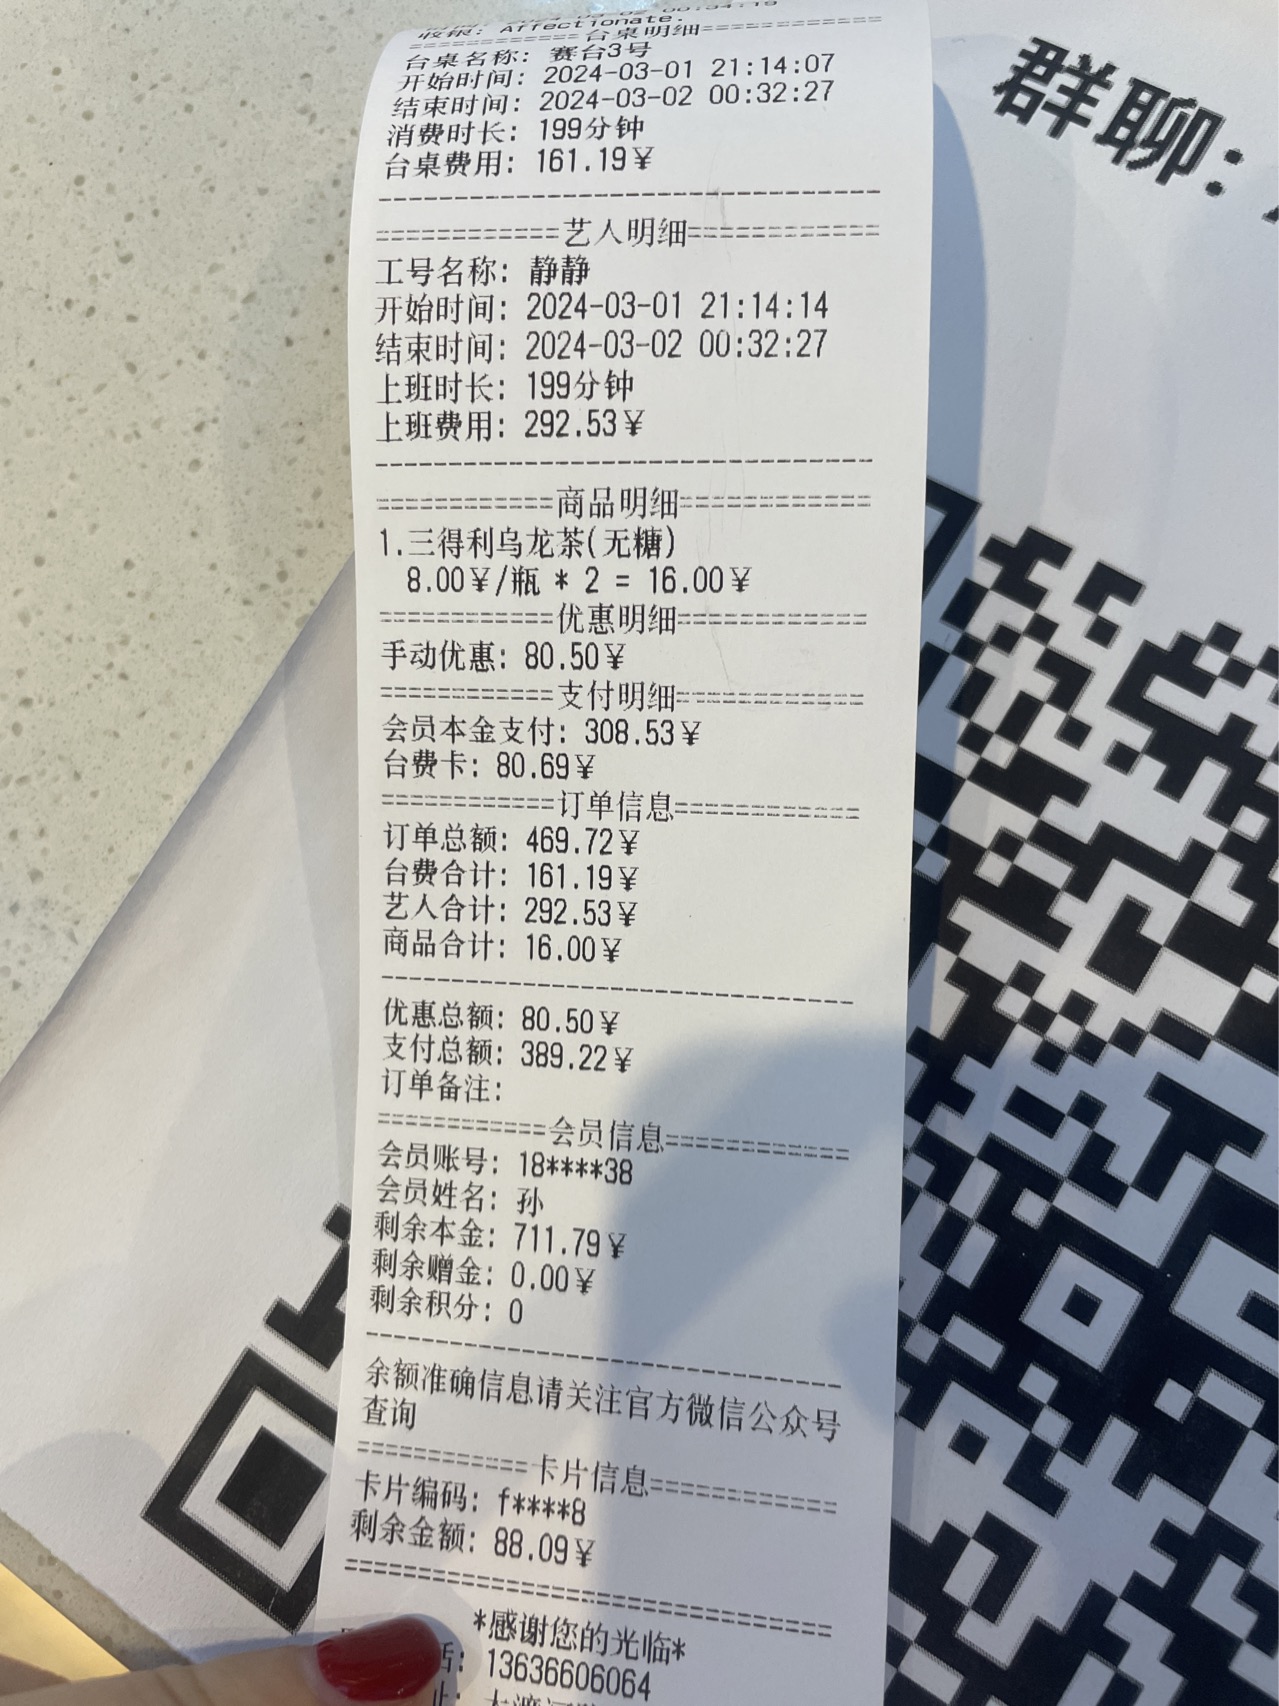 收银: Affectionate.
============台桌明细============
台桌名称: 赛台3号
开始时间: 2024-03-01 21:14:07
结束时间: 2024-03-02 00:32:27
消费时长: 199分钟
台桌费用: 161.19¥
--------------------------------
============艺人明细============
工号名称: 静静
开始时间: 2024-03-01 21:14:14
结束时间: 2024-03-02 00:32:27
上班时长: 199分钟
上班费用: 292.53¥
--------------------------------
============商品明细============
1.三得利乌龙茶(无糖)
8.00¥/瓶 * 2 = 16.00¥
============优惠明细============
手动优惠: 80.50¥
============支付明细============
会员本金支付: 308.53¥
台费卡: 80.69¥
============订单信息============
订单总额: 469.72¥
台费合计: 161.19¥
艺人合计: 292.53¥
商品合计: 16.00¥
--------------------------------
优惠总额: 80.50¥
支付总额: 389.22¥
订单备注:
============会员信息============
会员账号: 18****38
会员姓名: 孙
剩余本金: 711.79¥
剩余赠金: 0.00¥
剩余积分: 0
--------------------------------
余额准确信息请关注官方微信公众号
查询
============卡片信息============
卡片编码: f****8
剩余金额: 88.09¥
================================
*感谢您的光临*
话: 13636606064
群聊: